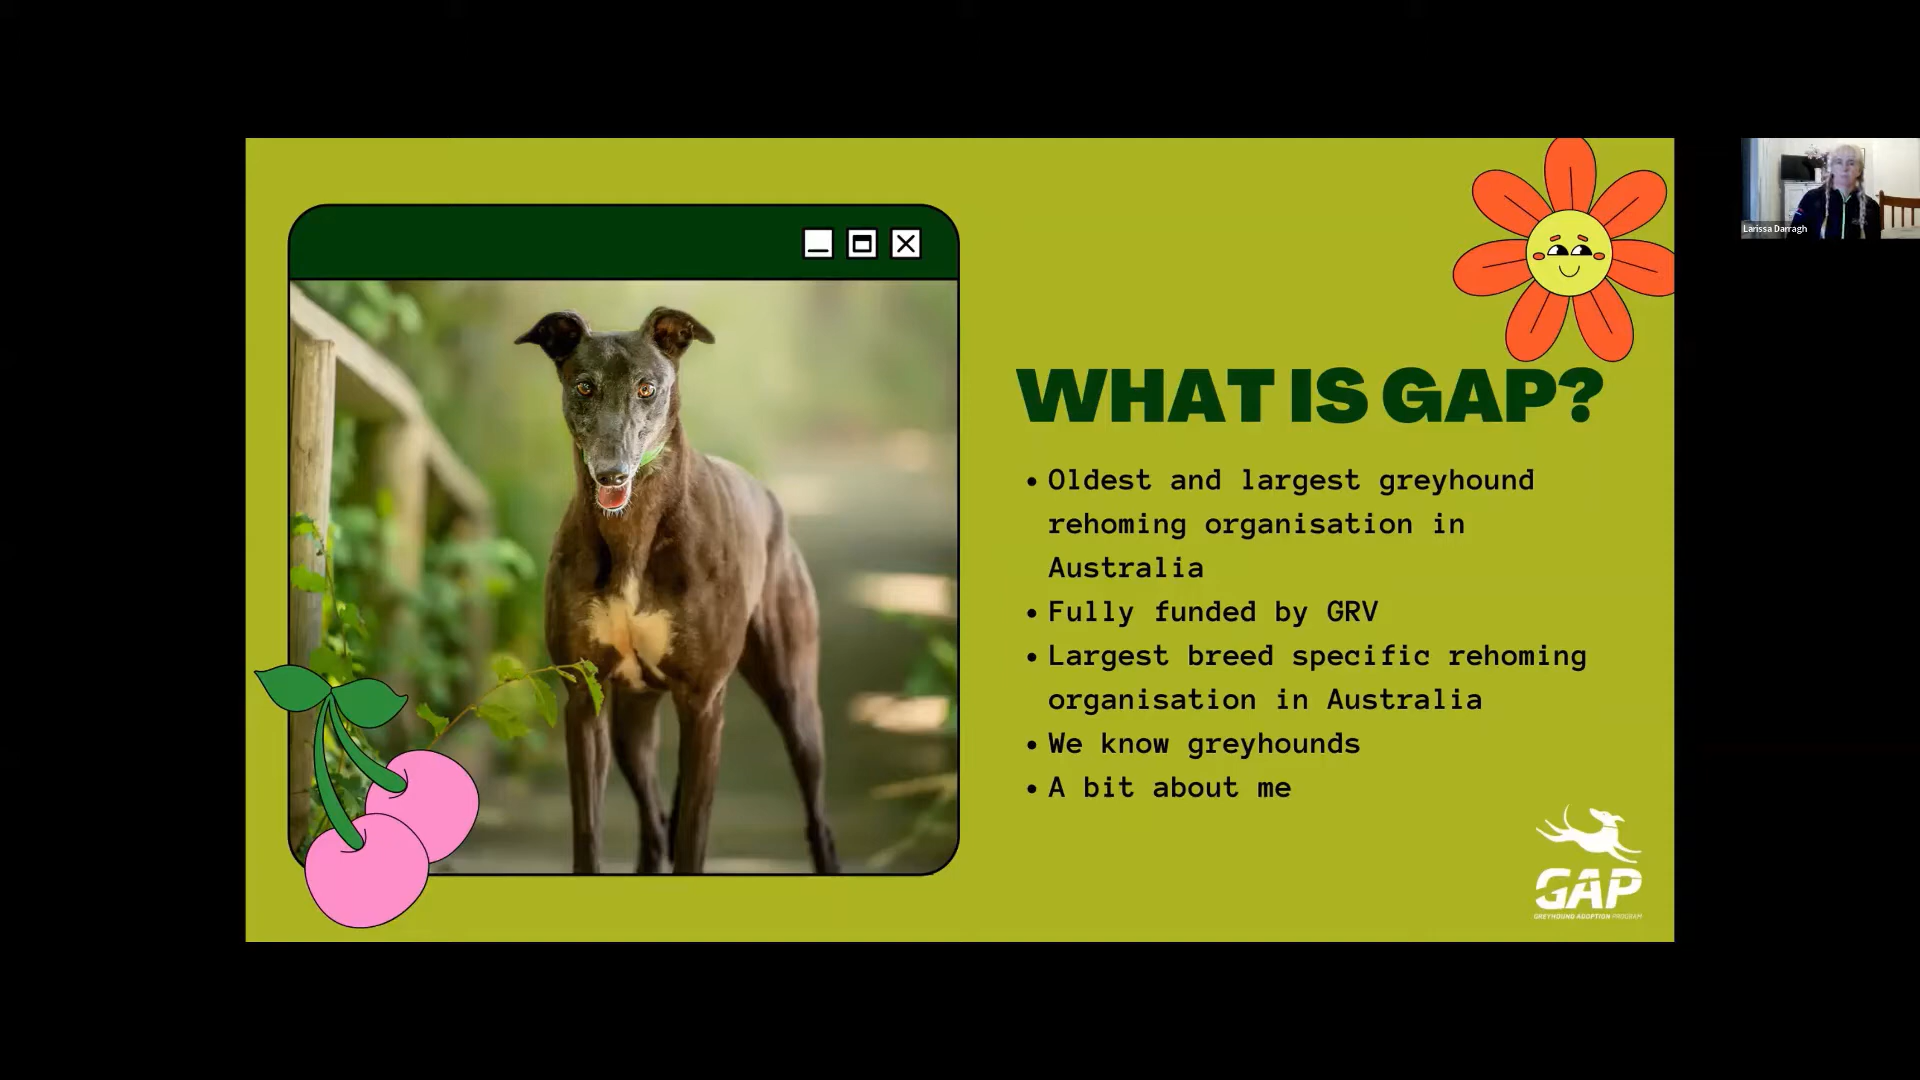 Larissa Darragh
WHAT IS GAP?
• Oldest and largest greyhound
rehoming organisation in
Australia
• Fully funded by GRV
• Largest breed specific rehoming
organisation in Australia
• We know greyhounds
• A bit about me
GAP
GREYHOUND ADOPTION PROGRAM